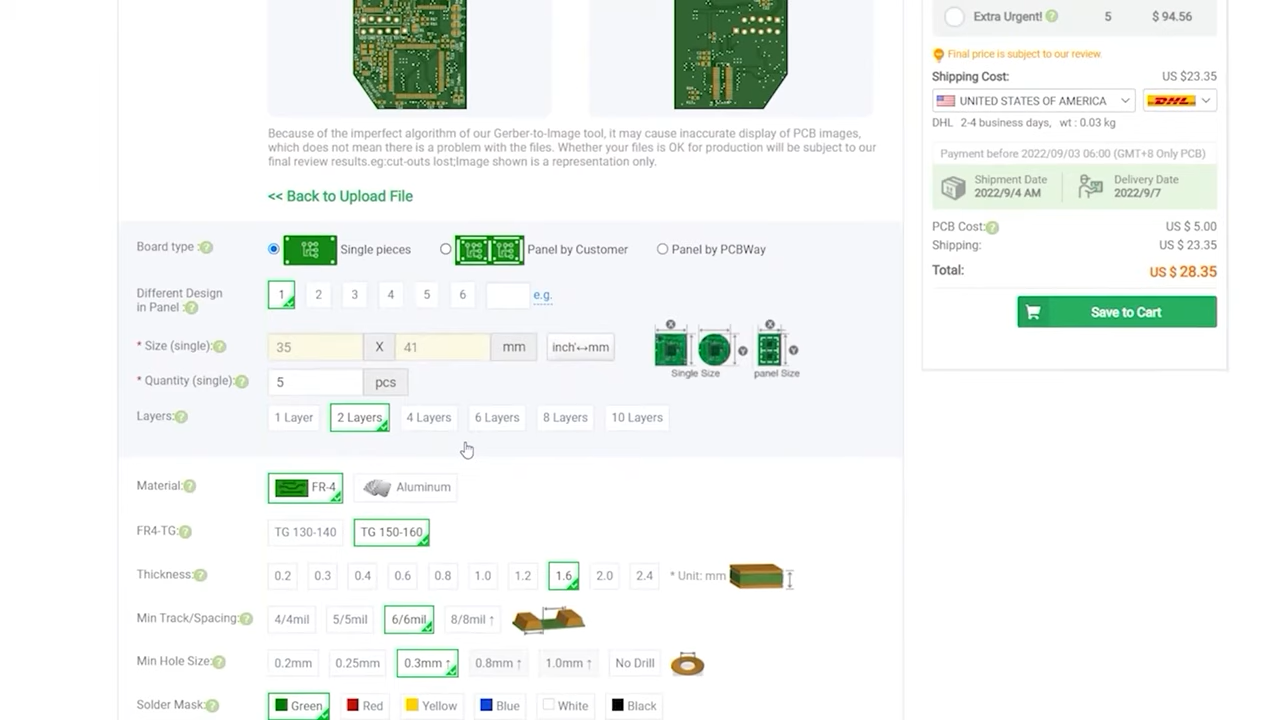 Extra Urgent! ? 5 $ 94.56
Final price is subject to our review
Shipping Cost: US $23.35
UNITED STATES OF AMERICA DHL
DHL 2-4 business days, wt : 0.03 kg
Payment before 2022/09/03 06:00 (GMT+8 Only PCB)
Shipment Date
2022/9/4 AM
Delivery Date
2022/9/7
PCB Cost: ? US $ 5.00
Shipping: US $ 23.35
Total: US $ 28.35
Save to Cart
Because of the imperfect algorithm of our Gerber-to-Image tool, it may cause inaccurate display of PCB images,
which does not mean there is a problem with the files. Whether your files is OK for production will be subject to our
final review results.eg:cut-outs lost;Image shown is a representation only.
<< Back to Upload File
Board type : ? Single pieces Panel by Customer Panel by PCBWay
Different Design
in Panel : ? 1 2 3 4 5 6 e.g.
* Size (single): ? 35 X 41 mm inch↔mm
X X
Y Y
Single Size panel Size
* Quantity (single): ? 5 pcs
Layers: ? 1 Layer 2 Layers 4 Layers 6 Layers 8 Layers 10 Layers
Material: ? FR-4 Aluminum
FR4-TG: ? TG 130-140 TG 150-160
Thickness: ? 0.2 0.3 0.4 0.6 0.8 1.0 1.2 1.6 2.0 2.4 * Unit: mm
Min Track/Spacing: ? 4/4mil 5/5mil 6/6mil 8/8mil ↑
Min Hole Size: ? 0.2mm 0.25mm 0.3mm ↑ 0.8mm ↑ 1.0mm ↑ No Drill
Solder Mask: ? Green Red Yellow Blue White Black